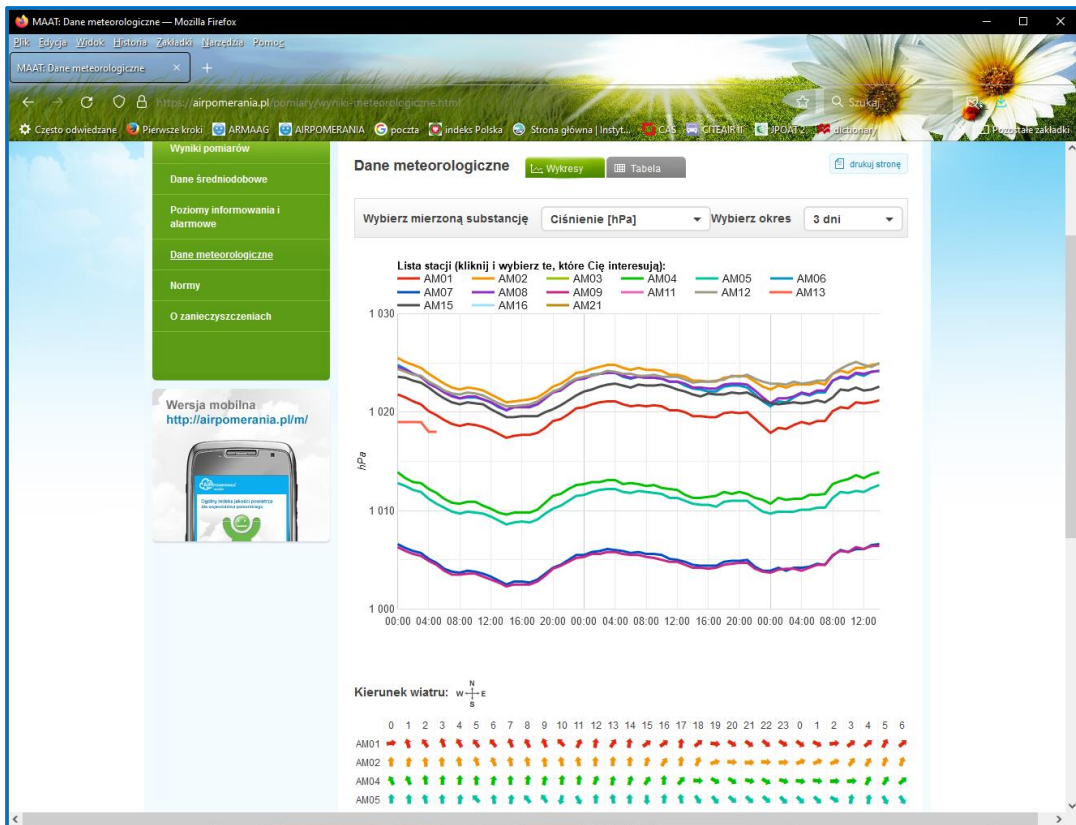 MAAT: Dane meteorologiczne — Mozilla Firefox
Plik Edycja Widok Historia Zakładki Narzędzia Pomoc
MAAT: Dane meteorologiczne
https://airpomerania.pl/pomiary/wyniki-meteorologiczne.html
Szukaj
Często odwiedzane Pierwsze kroki ARMAAG AIRPOMERANIA poczta indeks Polska Strona główna | Instyt... CAS CITEAIR II JPOAT 2 dictionary Pozostałe zakładki
Wyniki pomiarów
Dane średniodobowe
Poziomy informowania i
alarmowe
Dane meteorologiczne
Normy
O zanieczyszczeniach
Wersja mobilna
http://airpomerania.pl/m/
Ogólny indeks jakości powietrza
dla województwa pomorskiego
Dane meteorologiczne Wykresy Tabela drukuj stronę
Wybierz mierzoną substancję Ciśnienie [hPa] Wybierz okres 3 dni
Lista stacji (kliknij i wybierz te, które Cię interesują):
AM01 AM02 AM03 AM04 AM05 AM06
AM07 AM08 AM09 AM11 AM12 AM13
AM15 AM16 AM21
1 030
1 020
hPa
1 010
1 000
00:00 04:00 08:00 12:00 16:00 20:00 00:00 04:00 08:00 12:00 16:00 20:00 00:00 04:00 08:00 12:00
Kierunek wiatru: N W E S
0 1 2 3 4 5 6 7 8 9 10 11 12 13 14 15 16 17 18 19 20 21 22 23 0 1 2 3 4 5 6
AM01
AM02
AM04
AM05